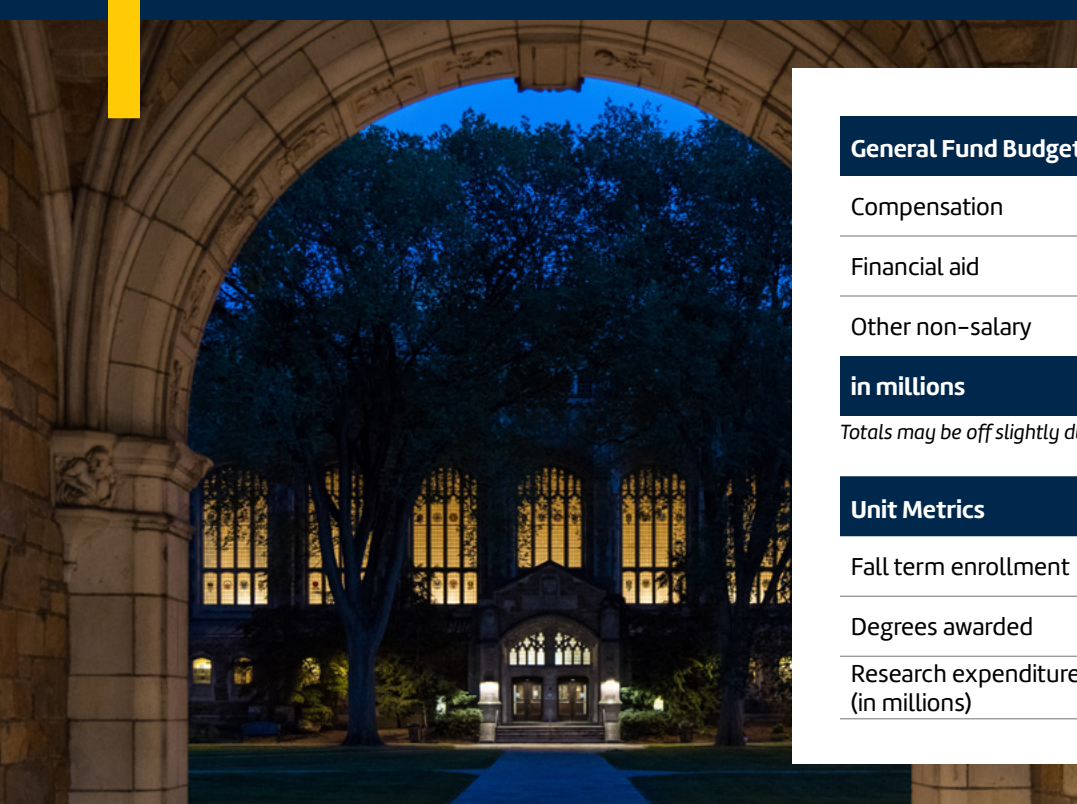 General Fund Budget
Compensation
Financial aid
Other non-salary
in millions
Totals may be off slightly
Unit Metrics
Fall term enrollment
Degrees awarded
Research expenditure
(in millions)